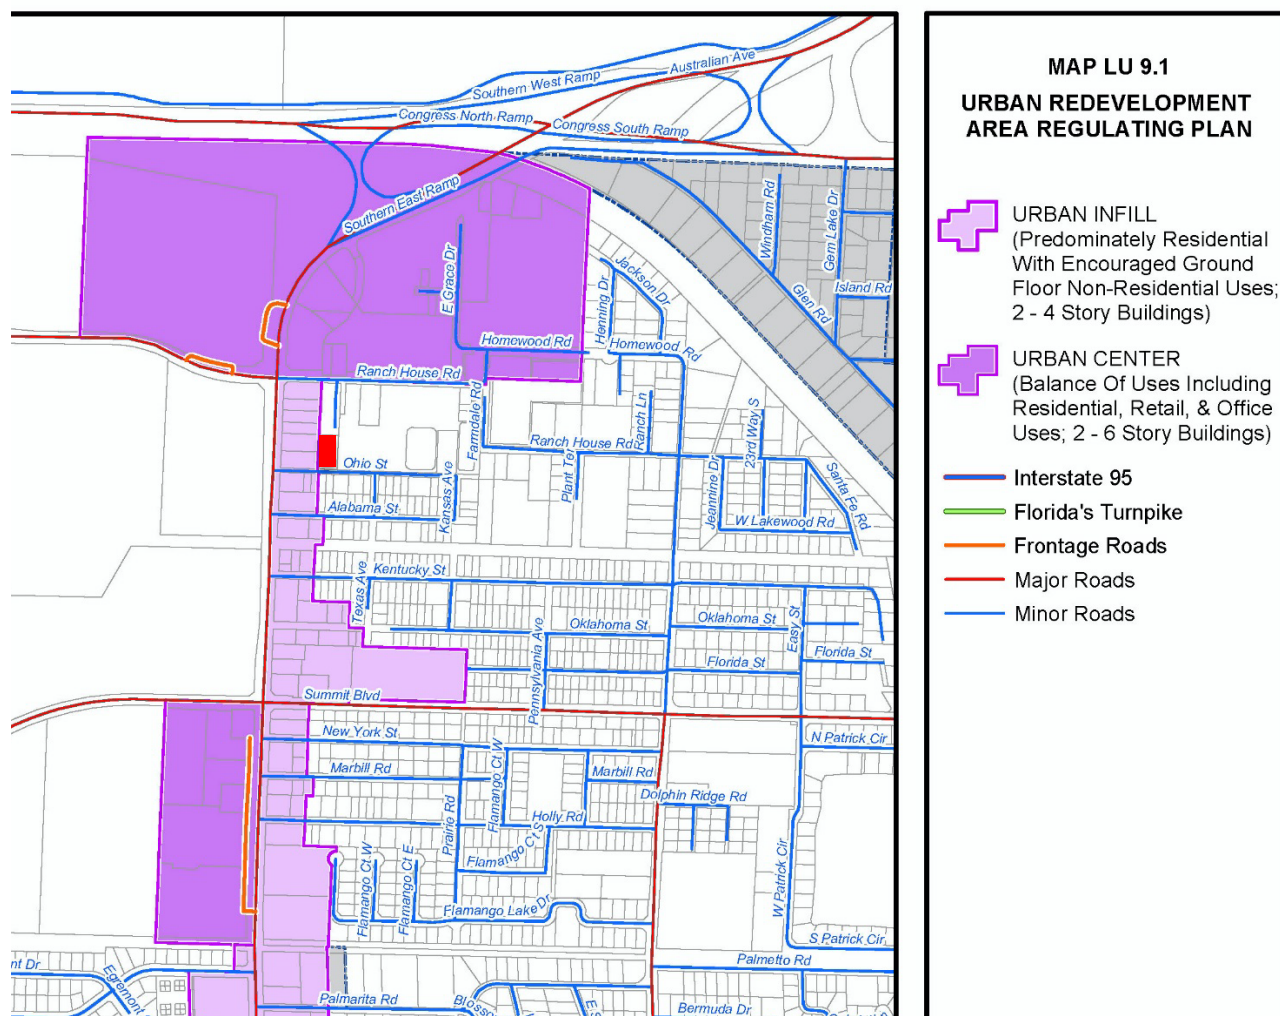 MAP LU 9.1
URBAN REDEVELOPMENT
AREA REGULATING PLAN
URBAN INFILL
(Predominately Residential
With Encouraged Ground
Floor Non-Residential Uses;
2 - 4 Story Buildings)
URBAN CENTER
(Balance Of Uses Including
Residential, Retail, & Office
Uses; 2 - 6 Story Buildings)
Interstate 95
Florida's Turnpike
Frontage Roads
Major Roads
Minor Roads
Southern West Ramp
Australian Ave
Congress North Ramp
Congress South Ramp
Southern East Ramp
Windham Rd
Gem Lake Dr
Island Rd
Glen Rd
E Grace Dr
Jackson Dr
Henning Dr
Homewood Rd
Homewood Rd
Ranch House Rd
Farmdale Rd
Ranch Ln
Ranch House Rd
23rd Way S
Plant Ter
Jeannine Dr
Santa Fe Rd
W Lakewood Rd
Ohio St
Kansas Ave
Alabama St
Kentucky St
Texas Ave
Oklahoma St
Oklahoma St
Easy St
Pennsylvania Ave
Florida St
Florida St
Summit Blvd
New York St
N Patrick Cir
Marbill Rd
Flamango Ct W
Marbill Rd
Dolphin Ridge Rd
Prairie Rd
Holly Rd
Flamango Ct S
Flamango Ct W
Flamango Ct E
Flamango Lake Dr
W Patrick Cir
S Patrick Cir
Palmetto Rd
nt Dr
Egremont
Palmarita Rd
Bermuda Dr